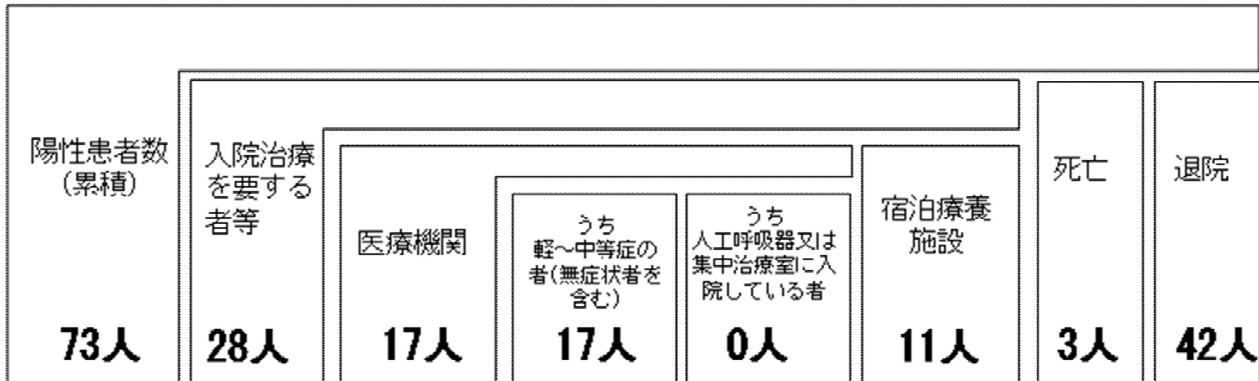 陽性患者数
(累積)
73人
入院治療
を要する
者等
28人
医療機関
17人
うち
軽～中等症の
者(無症状者を
含む)
17人
うち
人工呼吸器又は
集中治療室に入
院している者
0人
宿泊療養
施設
11人
死亡
3人
退院
42人